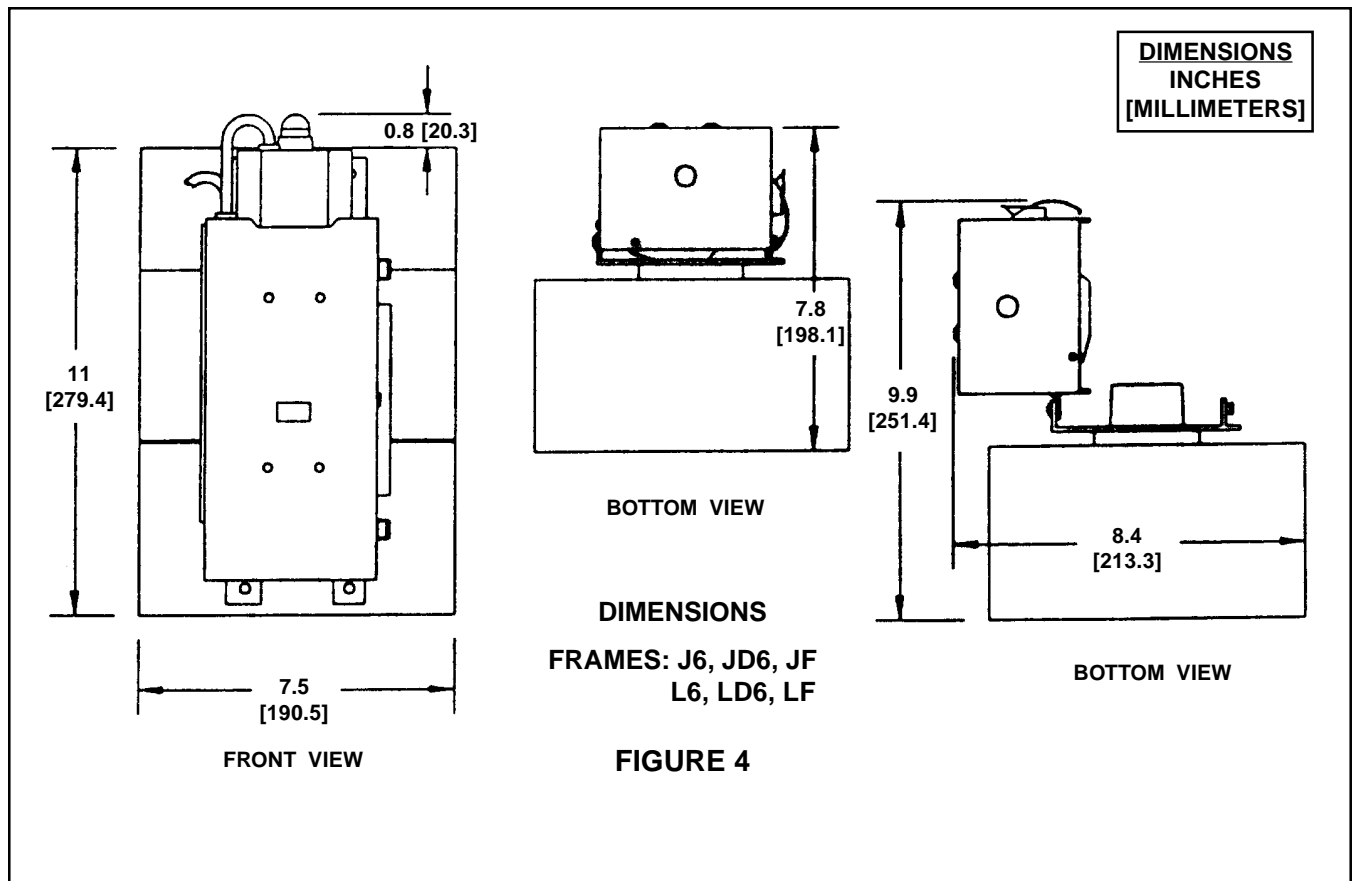 DIMENSIONS
INCHES
[MILLIMETERS]
0.8 [20.3]
11
[279.4]
7.5
[190.5]
FRONT VIEW
7.8
[198.1]
BOTTOM VIEW
9.9
[251.4]
8.4
[213.3]
BOTTOM VIEW
DIMENSIONS
FRAMES: J6, JD6, JF
L6, LD6, LF
FIGURE 4